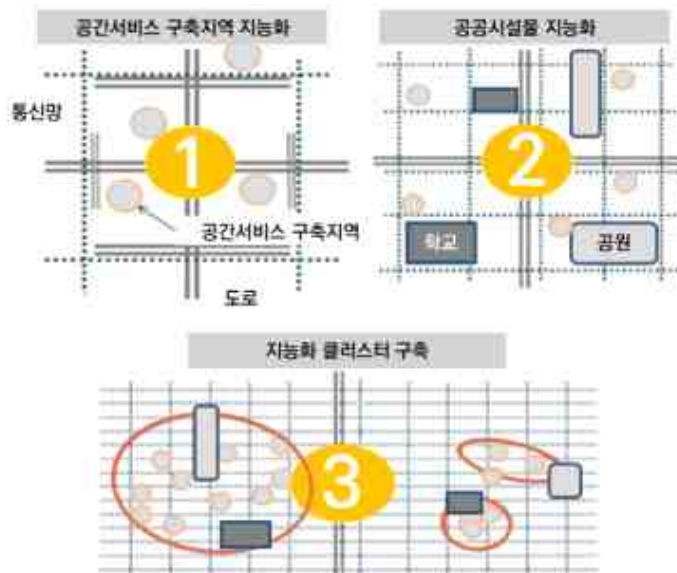 공간서비스 구축지역 지능화
통신망
1
공간서비스 구축지역
도로
공공시설물 지능화
2
학교
공원
지능화 클러스터 구축
3